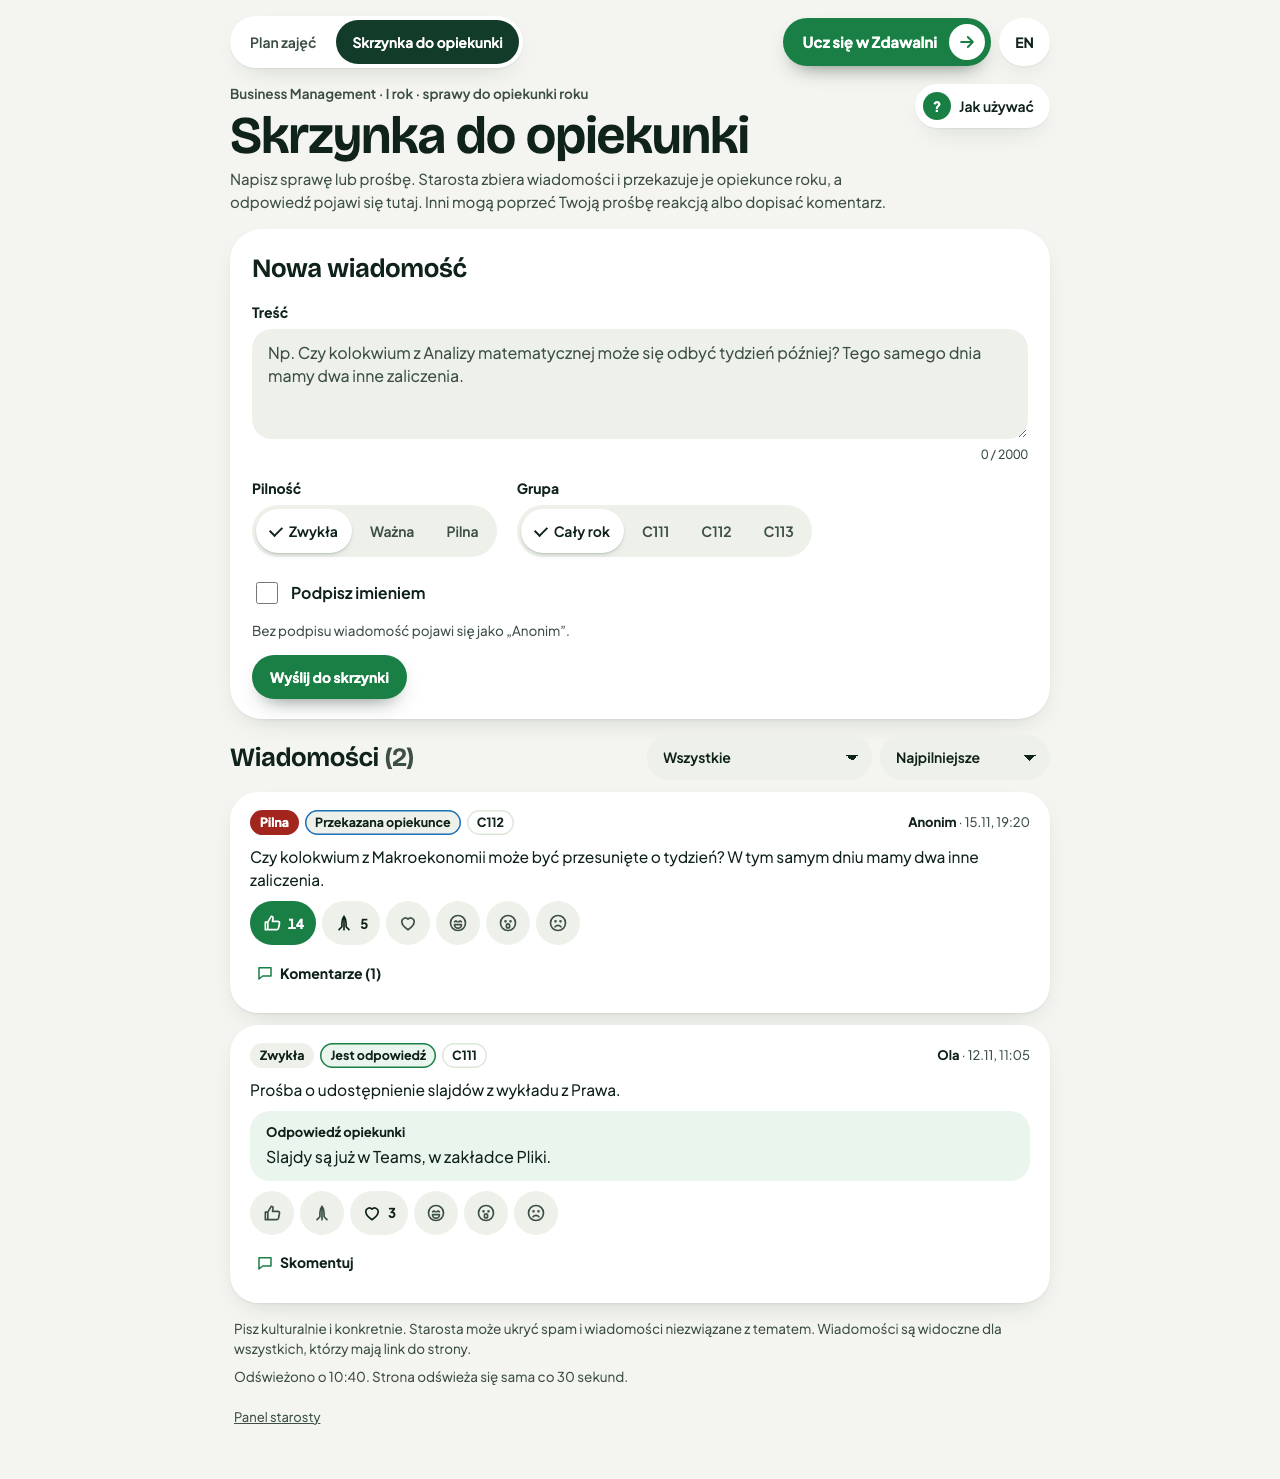 Plan zajęć
Skrzynka do opiekunki
Ucz się w Zdawalni
EN
Business Management · I rok · sprawy do opiekunki roku
? Jak używać
Skrzynka do opiekunki
Napisz sprawę lub prośbę. Starosta zbiera wiadomości i przekazuje je opiekunce roku, a
odpowiedź pojawi się tutaj. Inni mogą poprzeć Twoją prośbę reakcją albo dopisać komentarz.
Nowa wiadomość
Treść
Np. Czy kolokwium z Analizy matematycznej może się odbyć tydzień później? Tego samego dnia
mamy dwa inne zaliczenia.
0 / 2000
Pilność
Grupa
Zwykła Ważna Pilna
Cały rok C111 C112 C113
Podpisz imieniem
Bez podpisu wiadomość pojawi się jako „Anonim”.
Wyślij do skrzynki
Wiadomości (2)
Wszystkie
Najpilniejsze
Pilna Przekazana opiekunce C112
Anonim · 15.11, 19:20
Czy kolokwium z Makroekonomii może być przesunięte o tydzień? W tym samym dniu mamy dwa inne
zaliczenia.
14 5
Komentarze (1)
Zwykła Jest odpowiedź C111
Ola · 12.11, 11:05
Prośba o udostępnienie slajdów z wykładu z Prawa.
Odpowiedź opiekunki
Slajdy są już w Teams, w zakładce Pliki.
3
Skomentuj
Pisz kulturalnie i konkretnie. Starosta może ukryć spam i wiadomości niezwiązane z tematem. Wiadomości są widoczne dla
wszystkich, którzy mają link do strony.
Odświeżono o 10:40. Strona odświeża się sama co 30 sekund.
Panel starosty